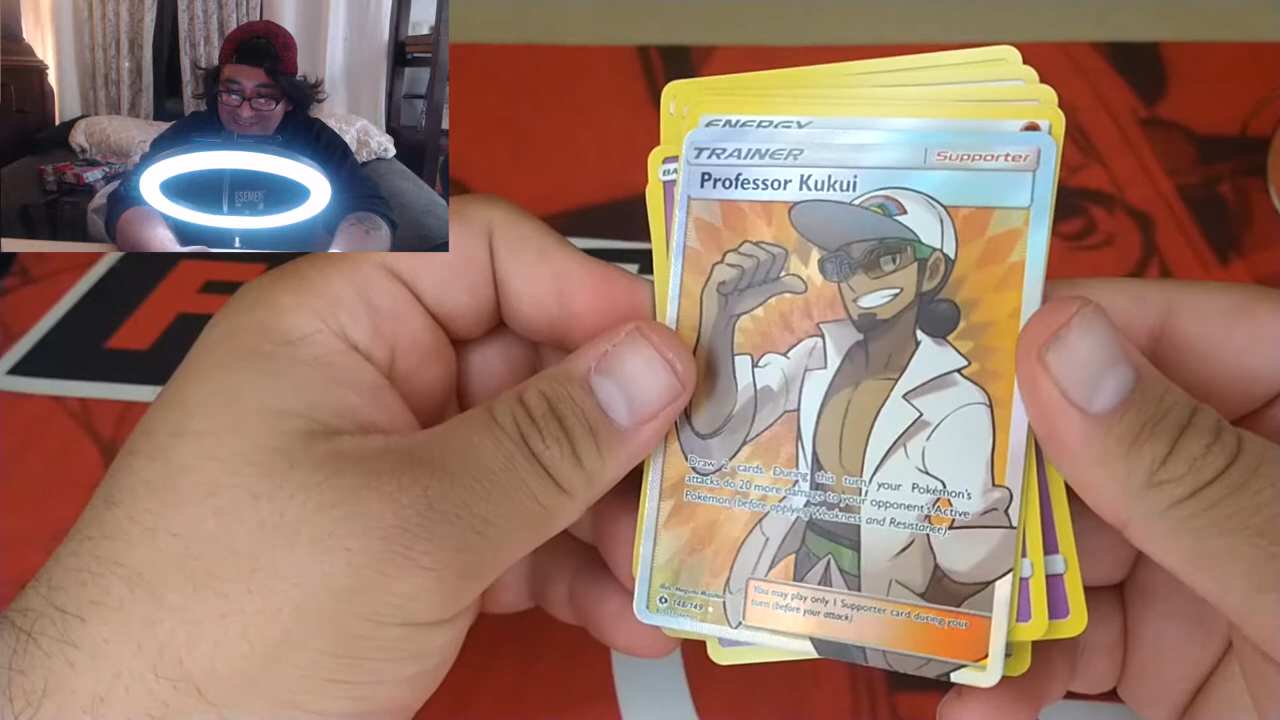 ENERGY
TRAINER
Supporter
BA
Professor Kukui
Draw 2 cards. During this turn, your Pokémon's
attacks do 20 more damage to your opponent's Active
Pokémon (before applying Weakness and Resistance).
148/149
You may play only 1 Supporter card during your
turn (before your attack).